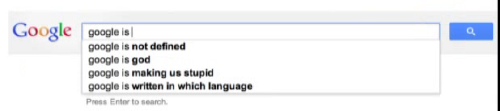 Google google is
google is not defined
google is god
google is making us stupid
google is written in which language
Press Enter to search.